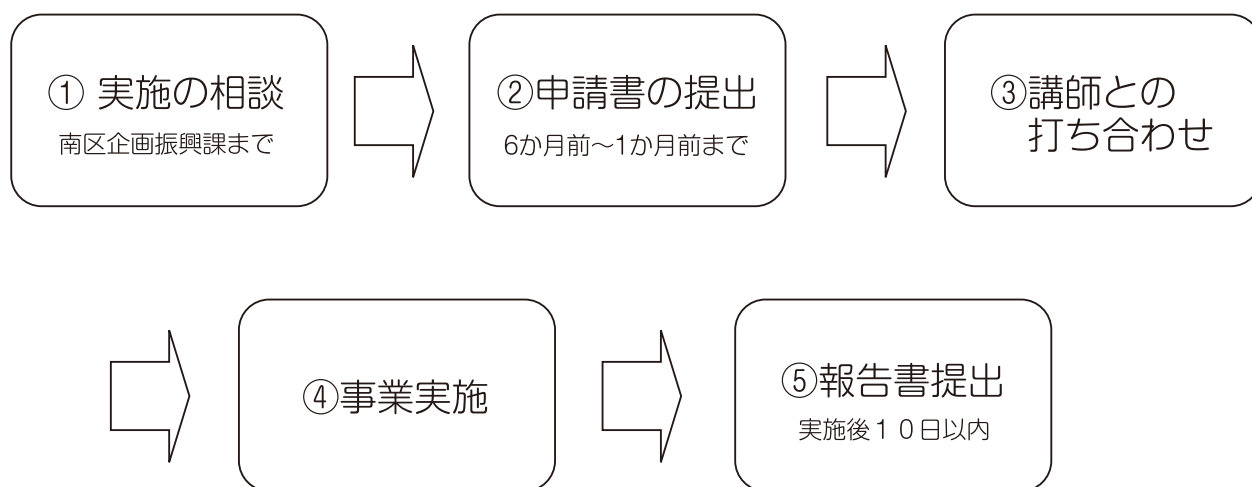 ① 実施の相談
南区企画振興課まで
②申請書の提出
6か月前～1か月前まで
③講師との
打ち合わせ
④事業実施
⑤報告書提出
実施後１０日以内